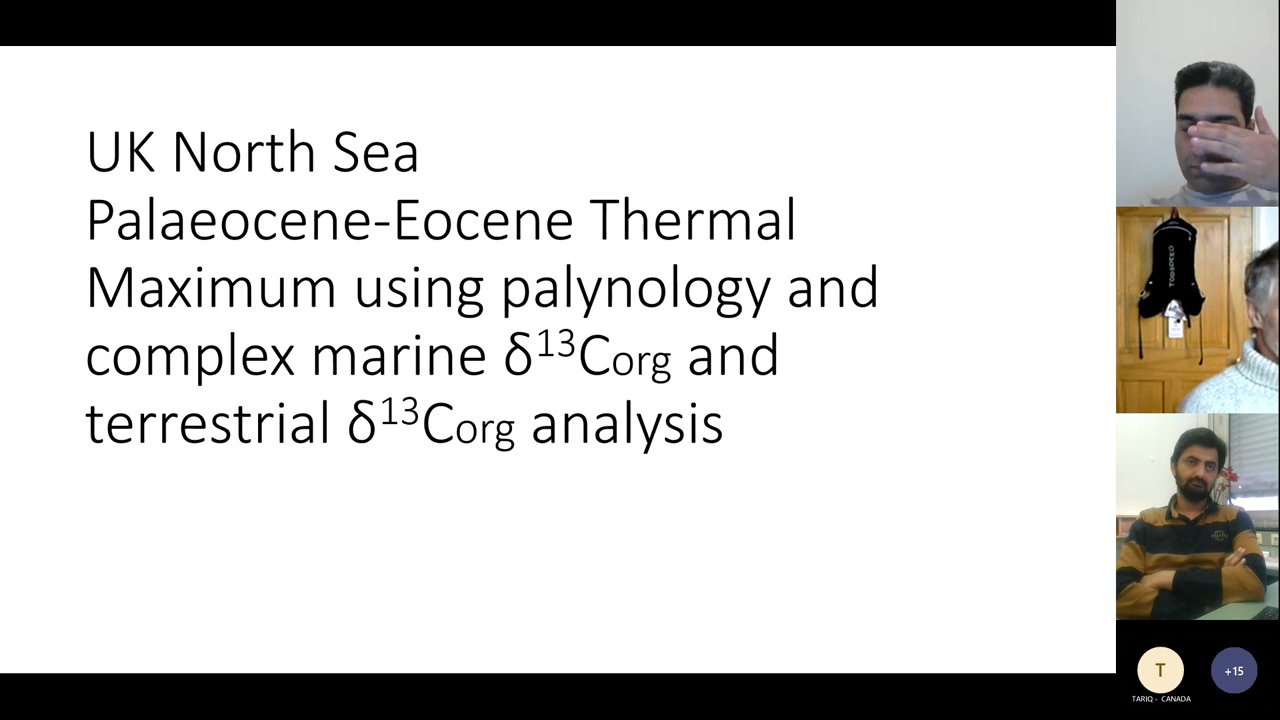 UK North Sea
Palaeocene-Eocene Thermal
Maximum using palynology and
complex marine δ¹³Corg and
terrestrial δ¹³Corg analysis
TOPSPEED
T
+15
TARIQ - CANADA